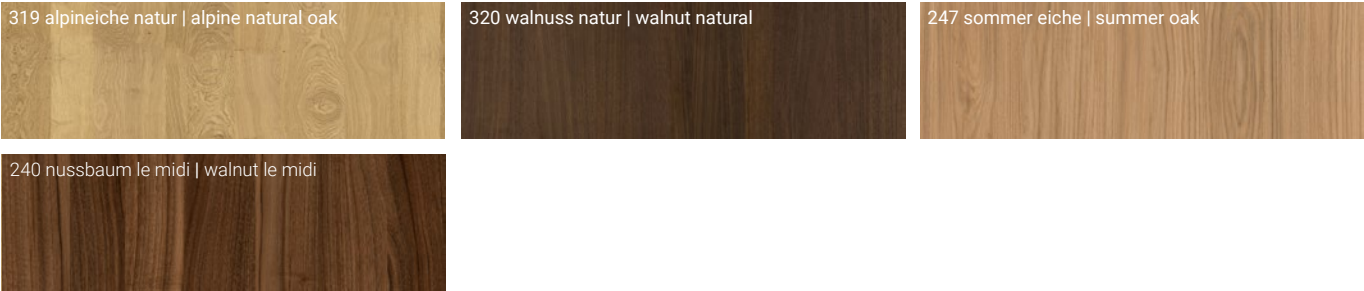 319 alpineiche natur | alpine natural oak
320 walnuss natur | walnut natural
247 sommer eiche | summer oak
240 nussbaum le midi | walnut le midi